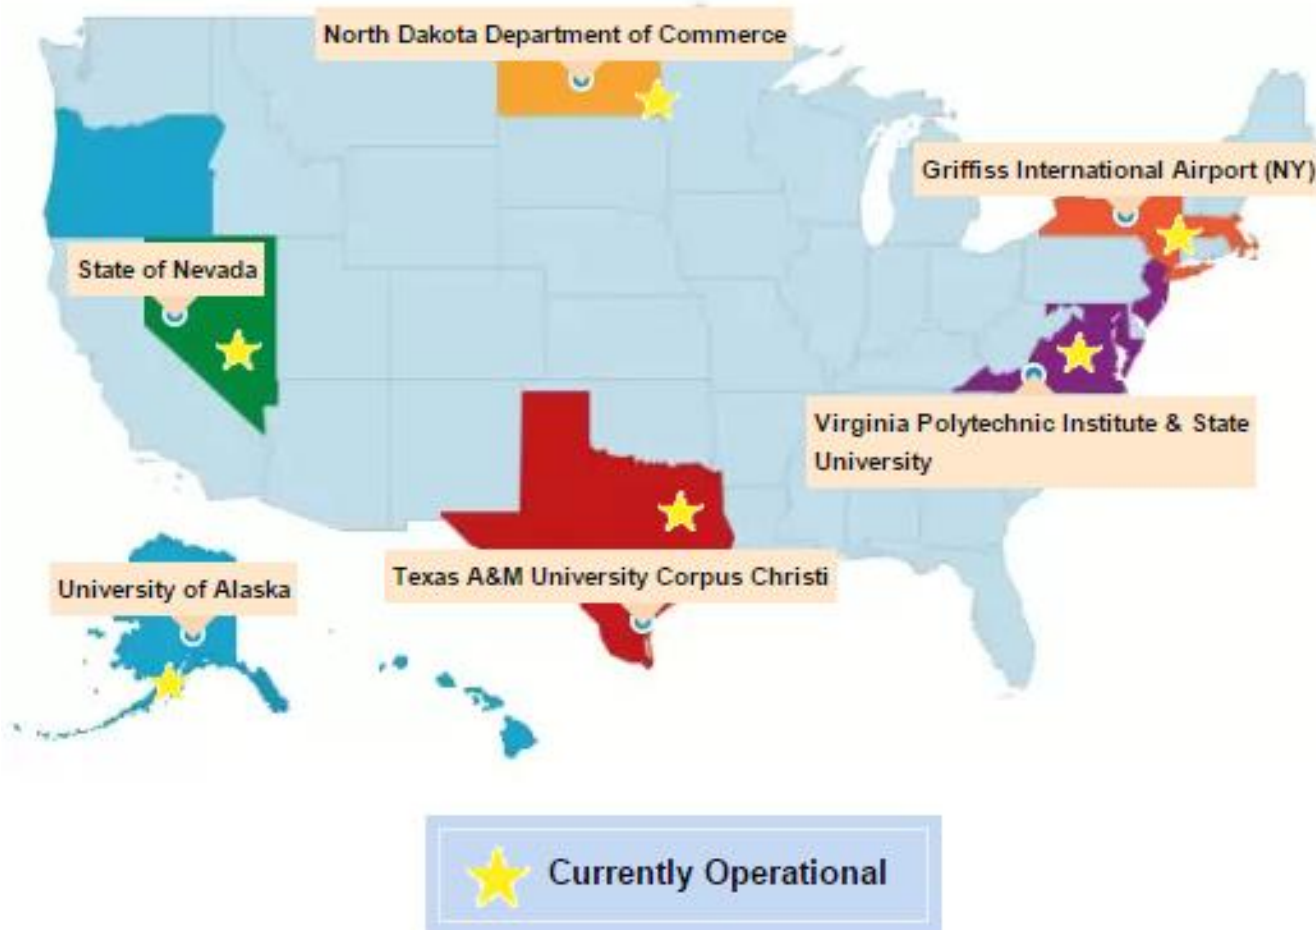 North Dakota Department of Commerce
Griffiss International Airport (NY)
State of Nevada
Virginia Polytechnic Institute & State
University
Texas A&M University Corpus Christi
University of Alaska
Currently Operational